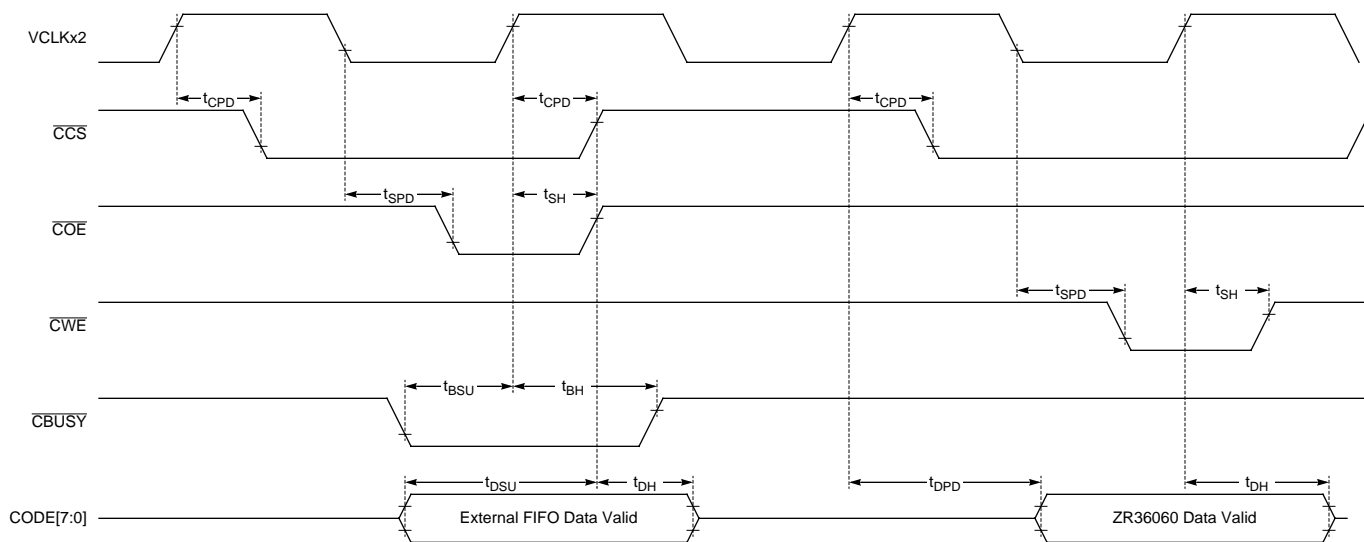 VCLKx2
tCPD tCPD tCPD
CCS
tSPD tSH
COE
tSPD tSH
CWE
tBSU tBH
CBUSY
tDSU tDH tDPD tDH
CODE[7:0] External FIFO Data Valid ZR36060 Data Valid